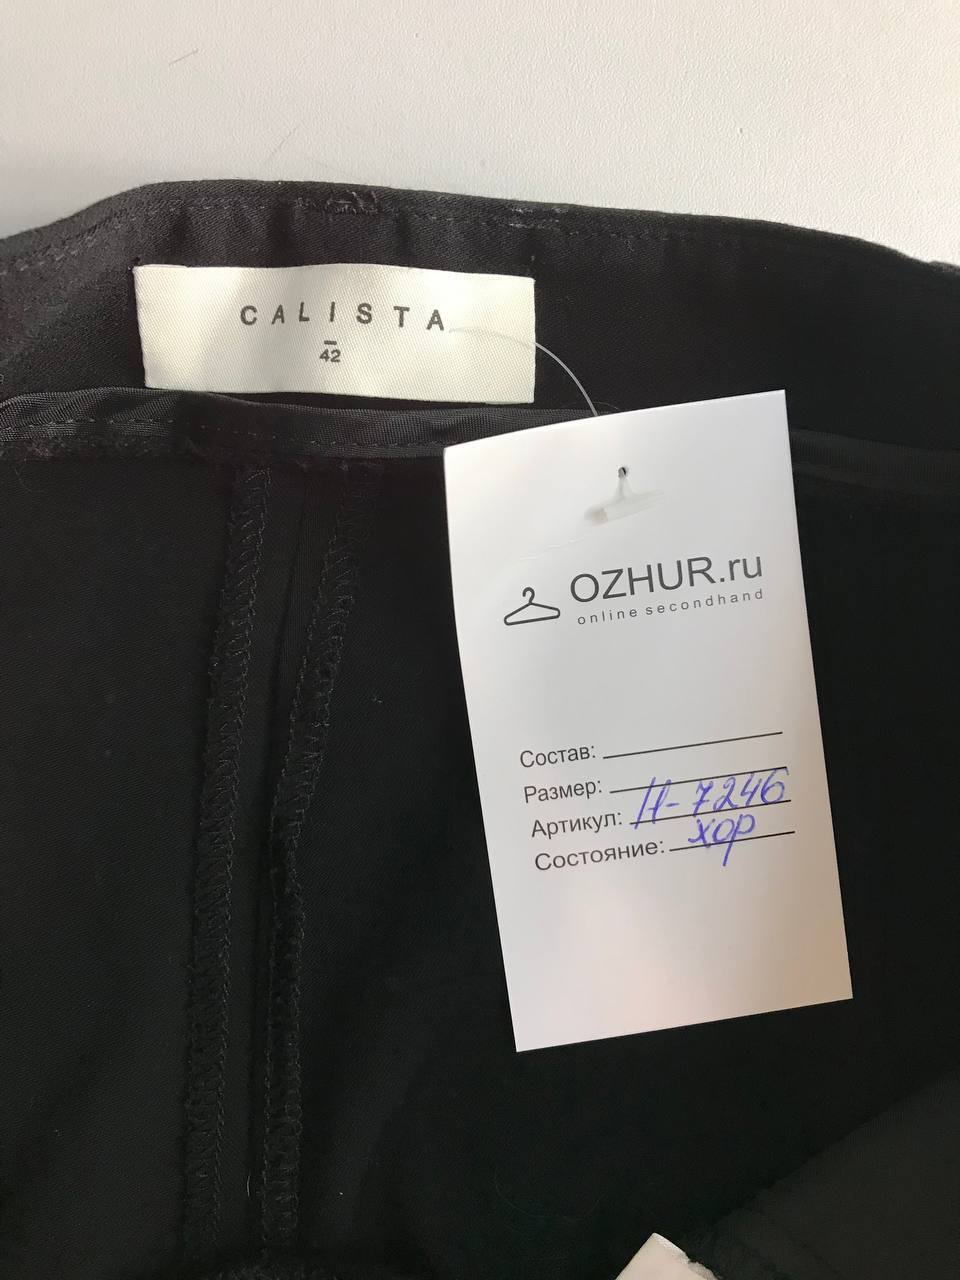 CALISTA
42
OZHUR.ru
online secondhand
Состав:
Размер:
Артикул: Н-7246
Состояние: хор